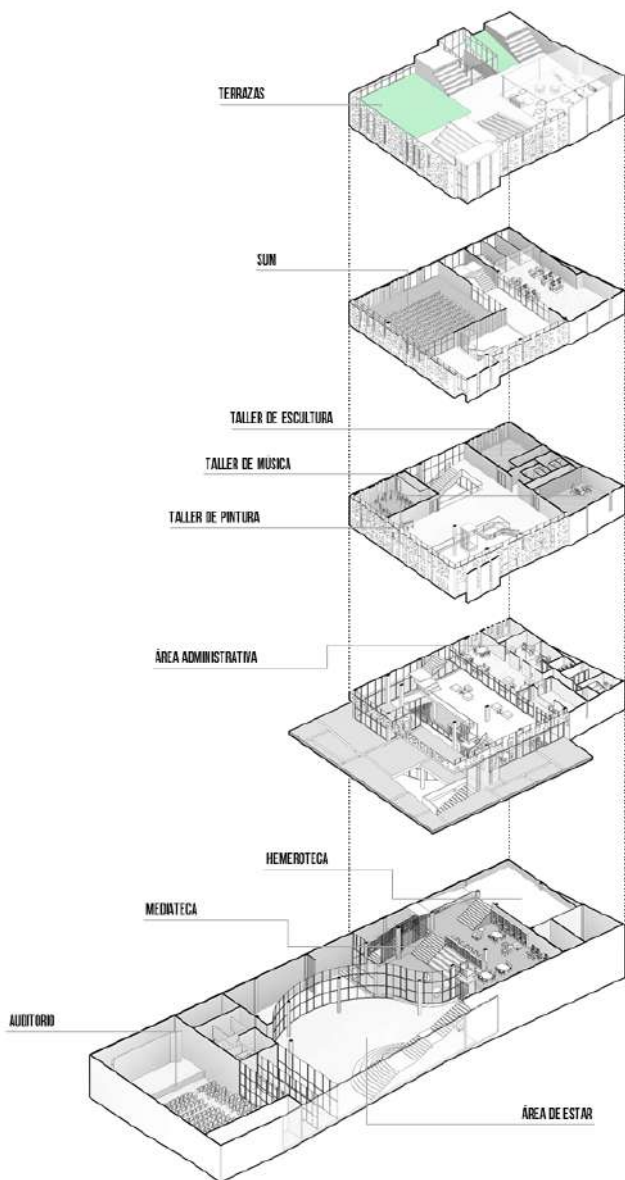 TERRAZAS
SUM
TALLER DE ESCULTURA
TALLER DE MÚSICA
TALLER DE PINTURA
ÁREA ADMINISTRATIVA
HEMEROTECA
MEDIATECA
AUDITORIO
ÁREA DE ESTAR